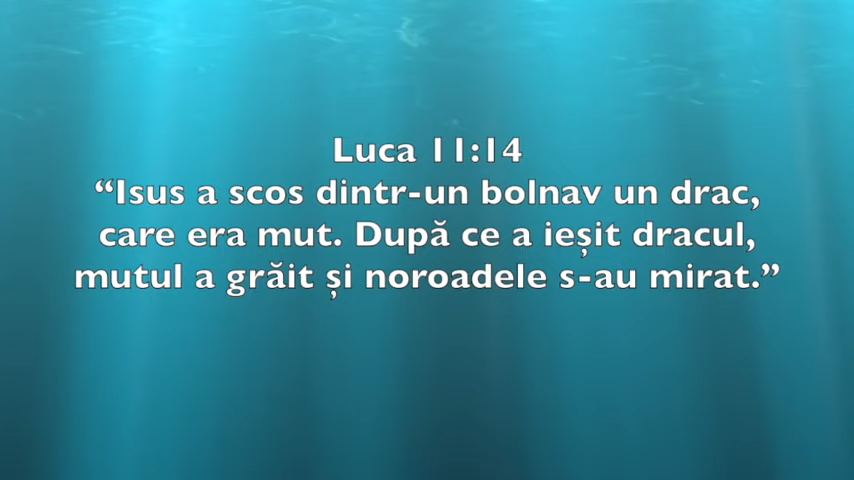 Luca 11:14
“Isus a scos dintr-un bolnav un drac,
care era mut. După ce a ieșit dracul,
mutul a grăit și noroadele s-au mirat.”